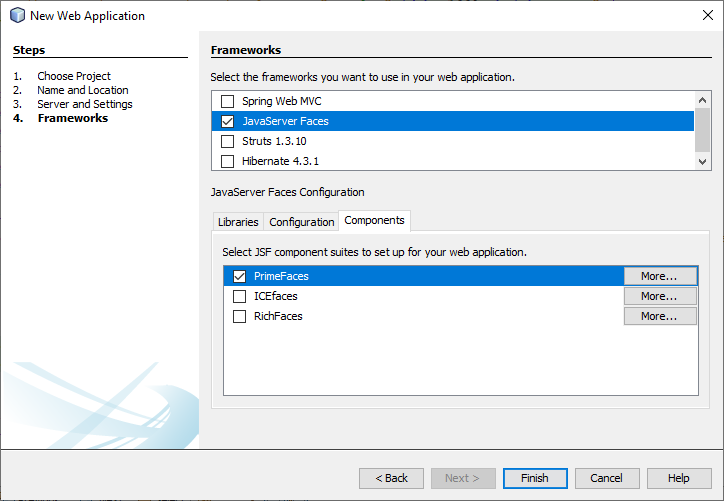 New Web Application
Steps
1. Choose Project
2. Name and Location
3. Server and Settings
4. Frameworks
Frameworks
Select the frameworks you want to use in your web application.
Spring Web MVC
JavaServer Faces
Struts 1.3.10
Hibernate 4.3.1
JavaServer Faces Configuration
Libraries Configuration Components
Select JSF component suites to set up for your web application.
PrimeFaces More...
ICEfaces More...
RichFaces More...
< Back Next > Finish Cancel Help